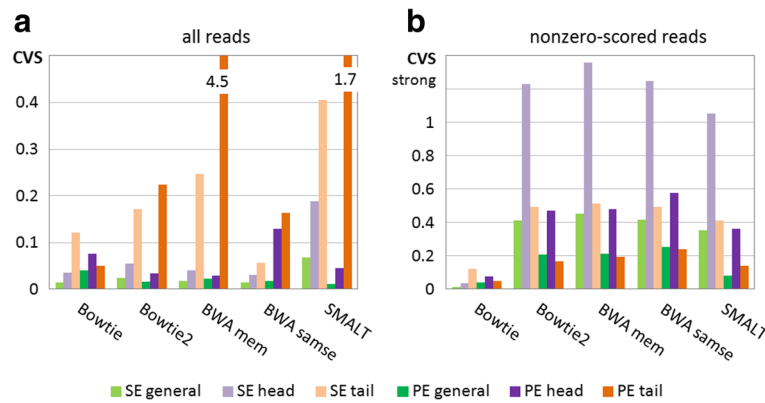 a
all reads
CVS
4.5
1.7
0.4
0.3
0.2
0.1
0
Bowtie
Bowtie2
BWA mem
BWA samse
SMALT
b
nonzero-scored reads
CVS
strong
1
0.8
0.6
0.4
0.2
0
Bowtie
Bowtie2
BWA mem
BWA samse
SMALT
SE general SE head SE tail PE general PE head PE tail